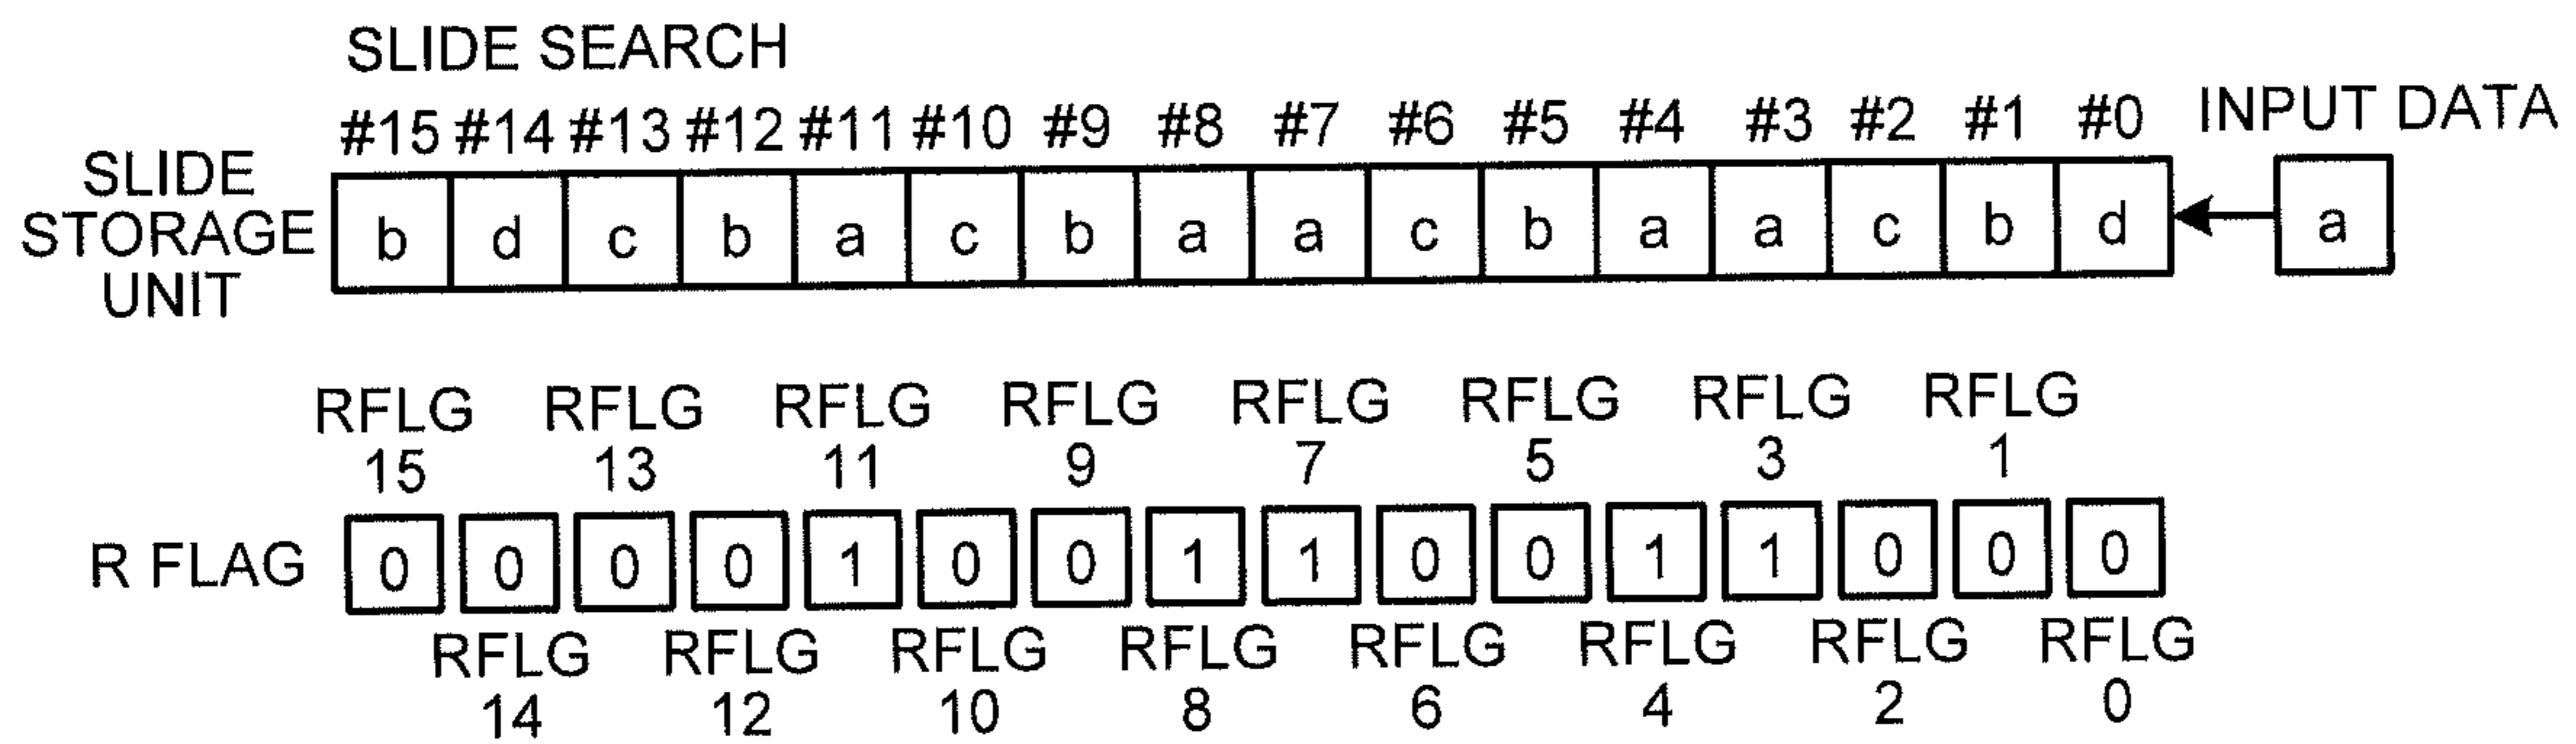 SLIDE SEARCH
#15 #14 #13 #12 #11 #10 #9 #8 #7 #6 #5 #4 #3 #2 #1 #0 INPUT DATA
SLIDE
STORAGE
UNIT
b d c b a c b a a c b a a c b d a
RFLG RFLG RFLG RFLG RFLG RFLG RFLG RFLG
15 13 11 9 7 5 3 1
R FLAG 0 0 0 0 1 0 0 1 1 0 0 1 1 0 0 0
RFLG RFLG RFLG RFLG RFLG RFLG RFLG RFLG
14 12 10 8 6 4 2 0